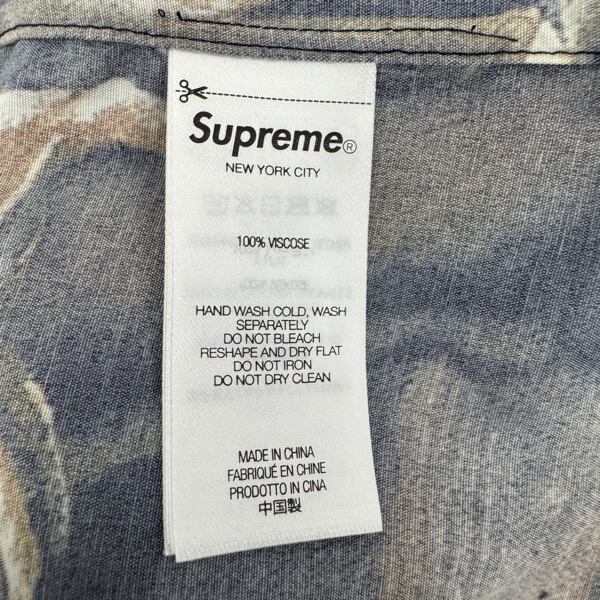 Supreme®
NEW YORK CITY
100% VISCOSE
HAND WASH COLD, WASH
SEPARATELY
DO NOT BLEACH
RESHAPE AND DRY FLAT
DO NOT IRON
DO NOT DRY CLEAN
MADE IN CHINA
FABRIQUÉ EN CHINE
PRODOTTO IN CINA
中国製